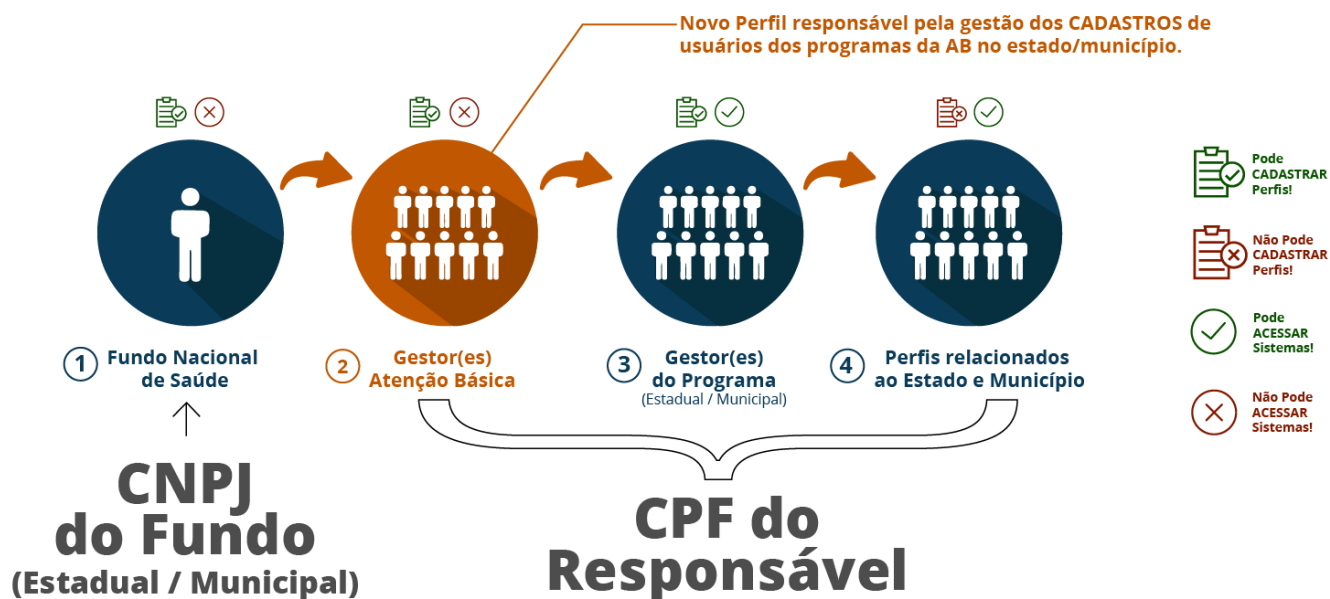 Novo Perfil responsável pela gestão dos CADASTROS de
usuários dos programas da AB no estado/município.
1 Fundo Nacional
de Saúde
2 Gestor(es)
Atenção Básica
3 Gestor(es)
do Programa
(Estadual / Municipal)
4 Perfis relacionados
ao Estado e Município
CNPJ
do Fundo
(Estadual / Municipal)
CPF do
Responsável
Pode
CADASTRAR
Perfis!
Não Pode
CADASTRAR
Perfis!
Pode
ACESSAR
Sistemas!
Não Pode
ACESSAR
Sistemas!